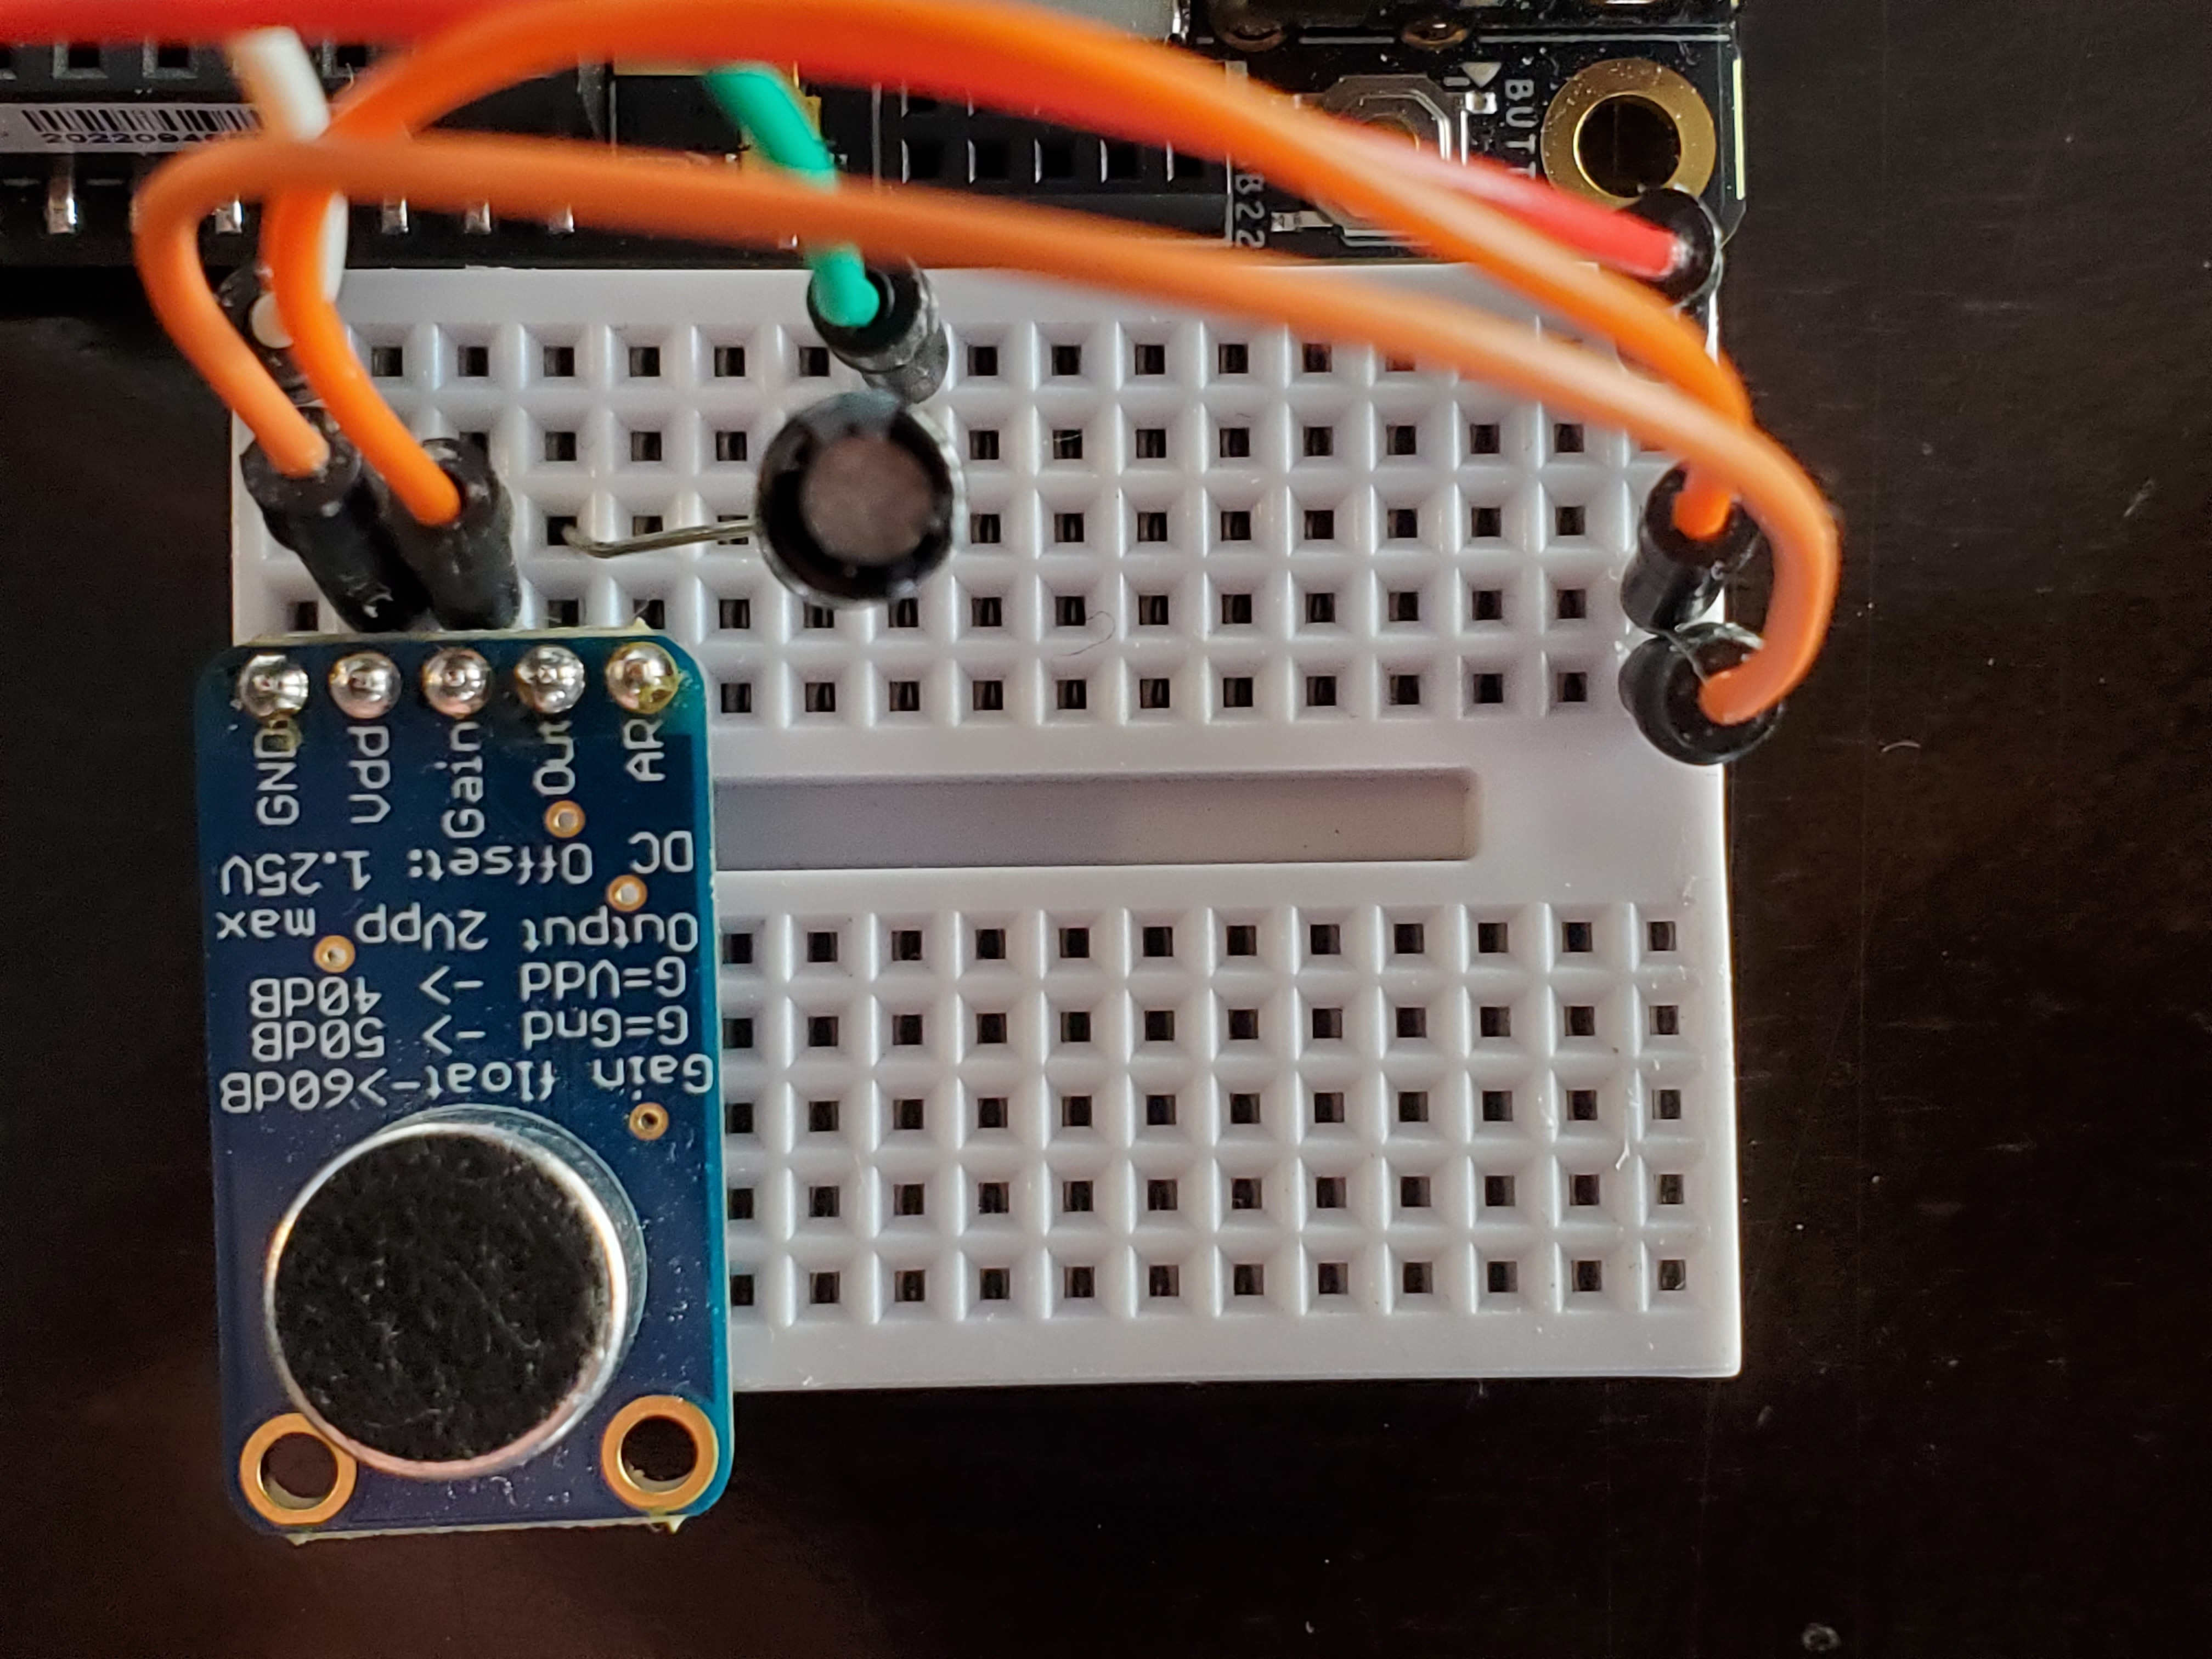 Gain float->60dB
G=Gnd -> 50dB
G=Vdd -> 40dB
Output 2Vpp max
DC Offset: 1.25V
GND
Vdd
Gain
Out
AR